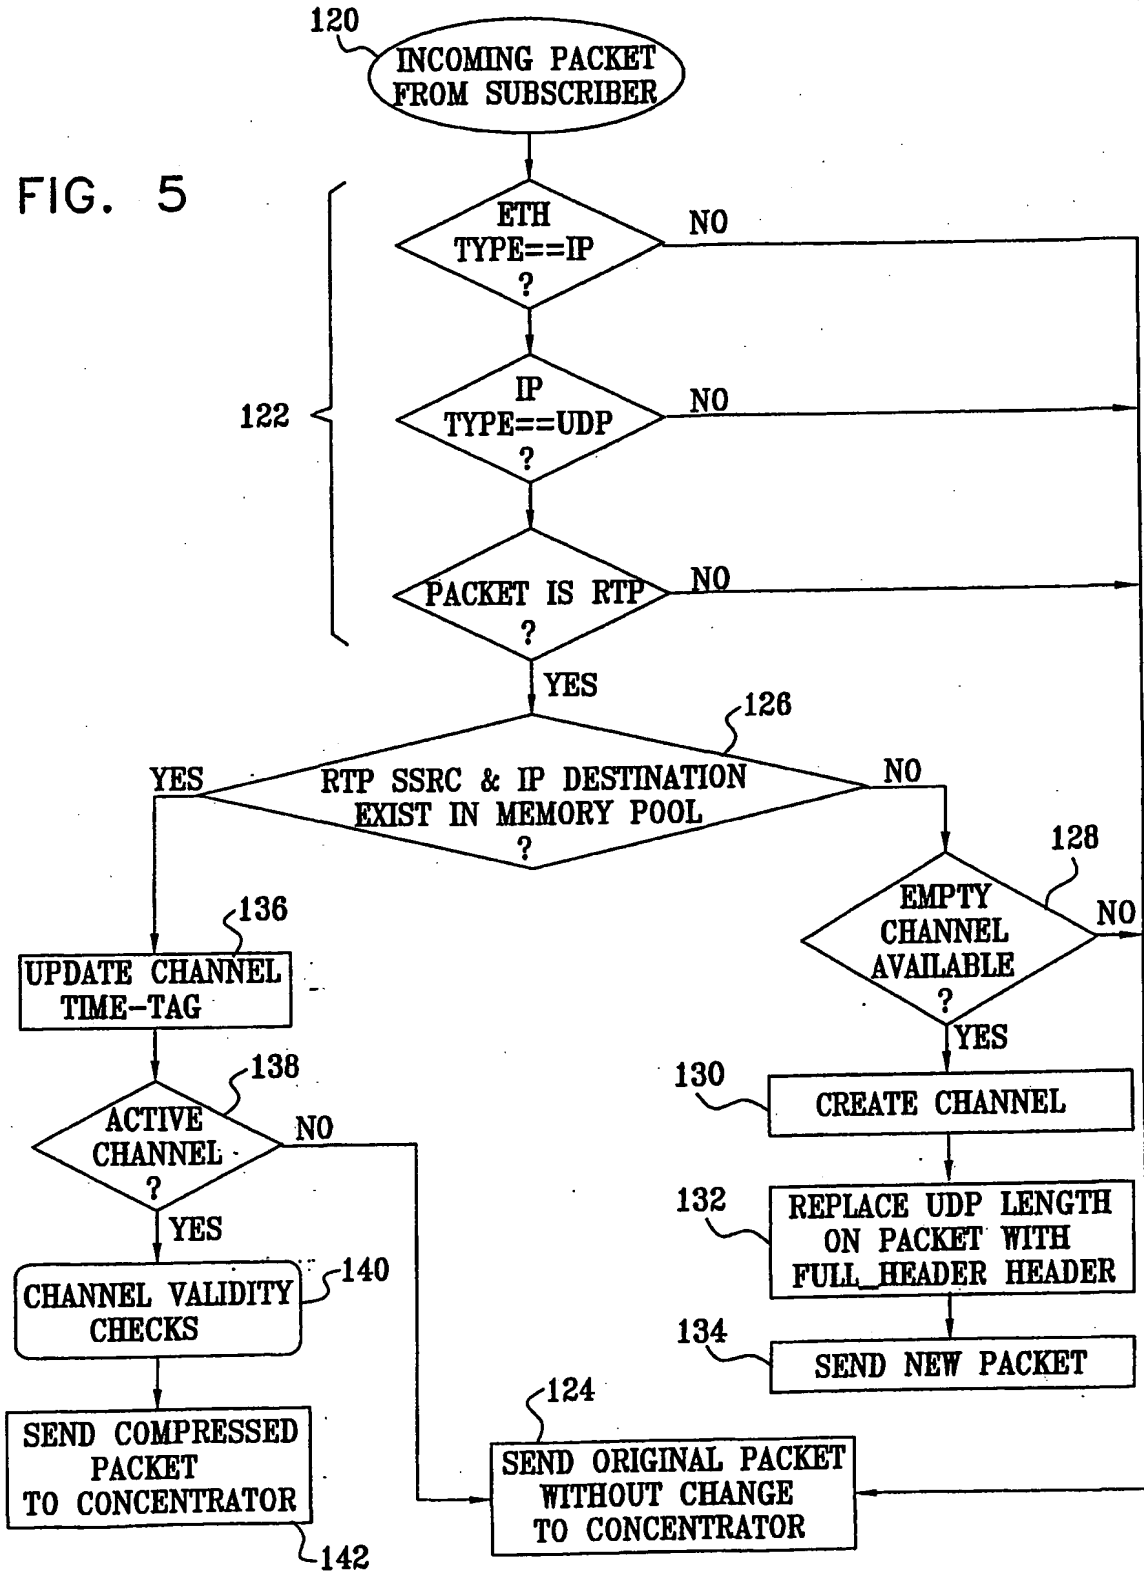 120
INCOMING PACKET
FROM SUBSCRIBER
FIG. 5
ETH
TYPE==IP
?
NO
IP
TYPE==UDP
?
NO
122
PACKET IS RTP
?
NO
YES
126
RTP SSRC & IP DESTINATION
EXIST IN MEMORY POOL
?
YES
NO
128
EMPTY
CHANNEL
AVAILABLE
?
NO
YES
136
UPDATE CHANNEL
TIME-TAG
138
ACTIVE
CHANNEL
?
NO
YES
130
CREATE CHANNEL
132
REPLACE UDP LENGTH
ON PACKET WITH
FULL_HEADER HEADER
140
CHANNEL VALIDITY
CHECKS
134
SEND NEW PACKET
124
SEND ORIGINAL PACKET
WITHOUT CHANGE
TO CONCENTRATOR
SEND COMPRESSED
PACKET
TO CONCENTRATOR
142